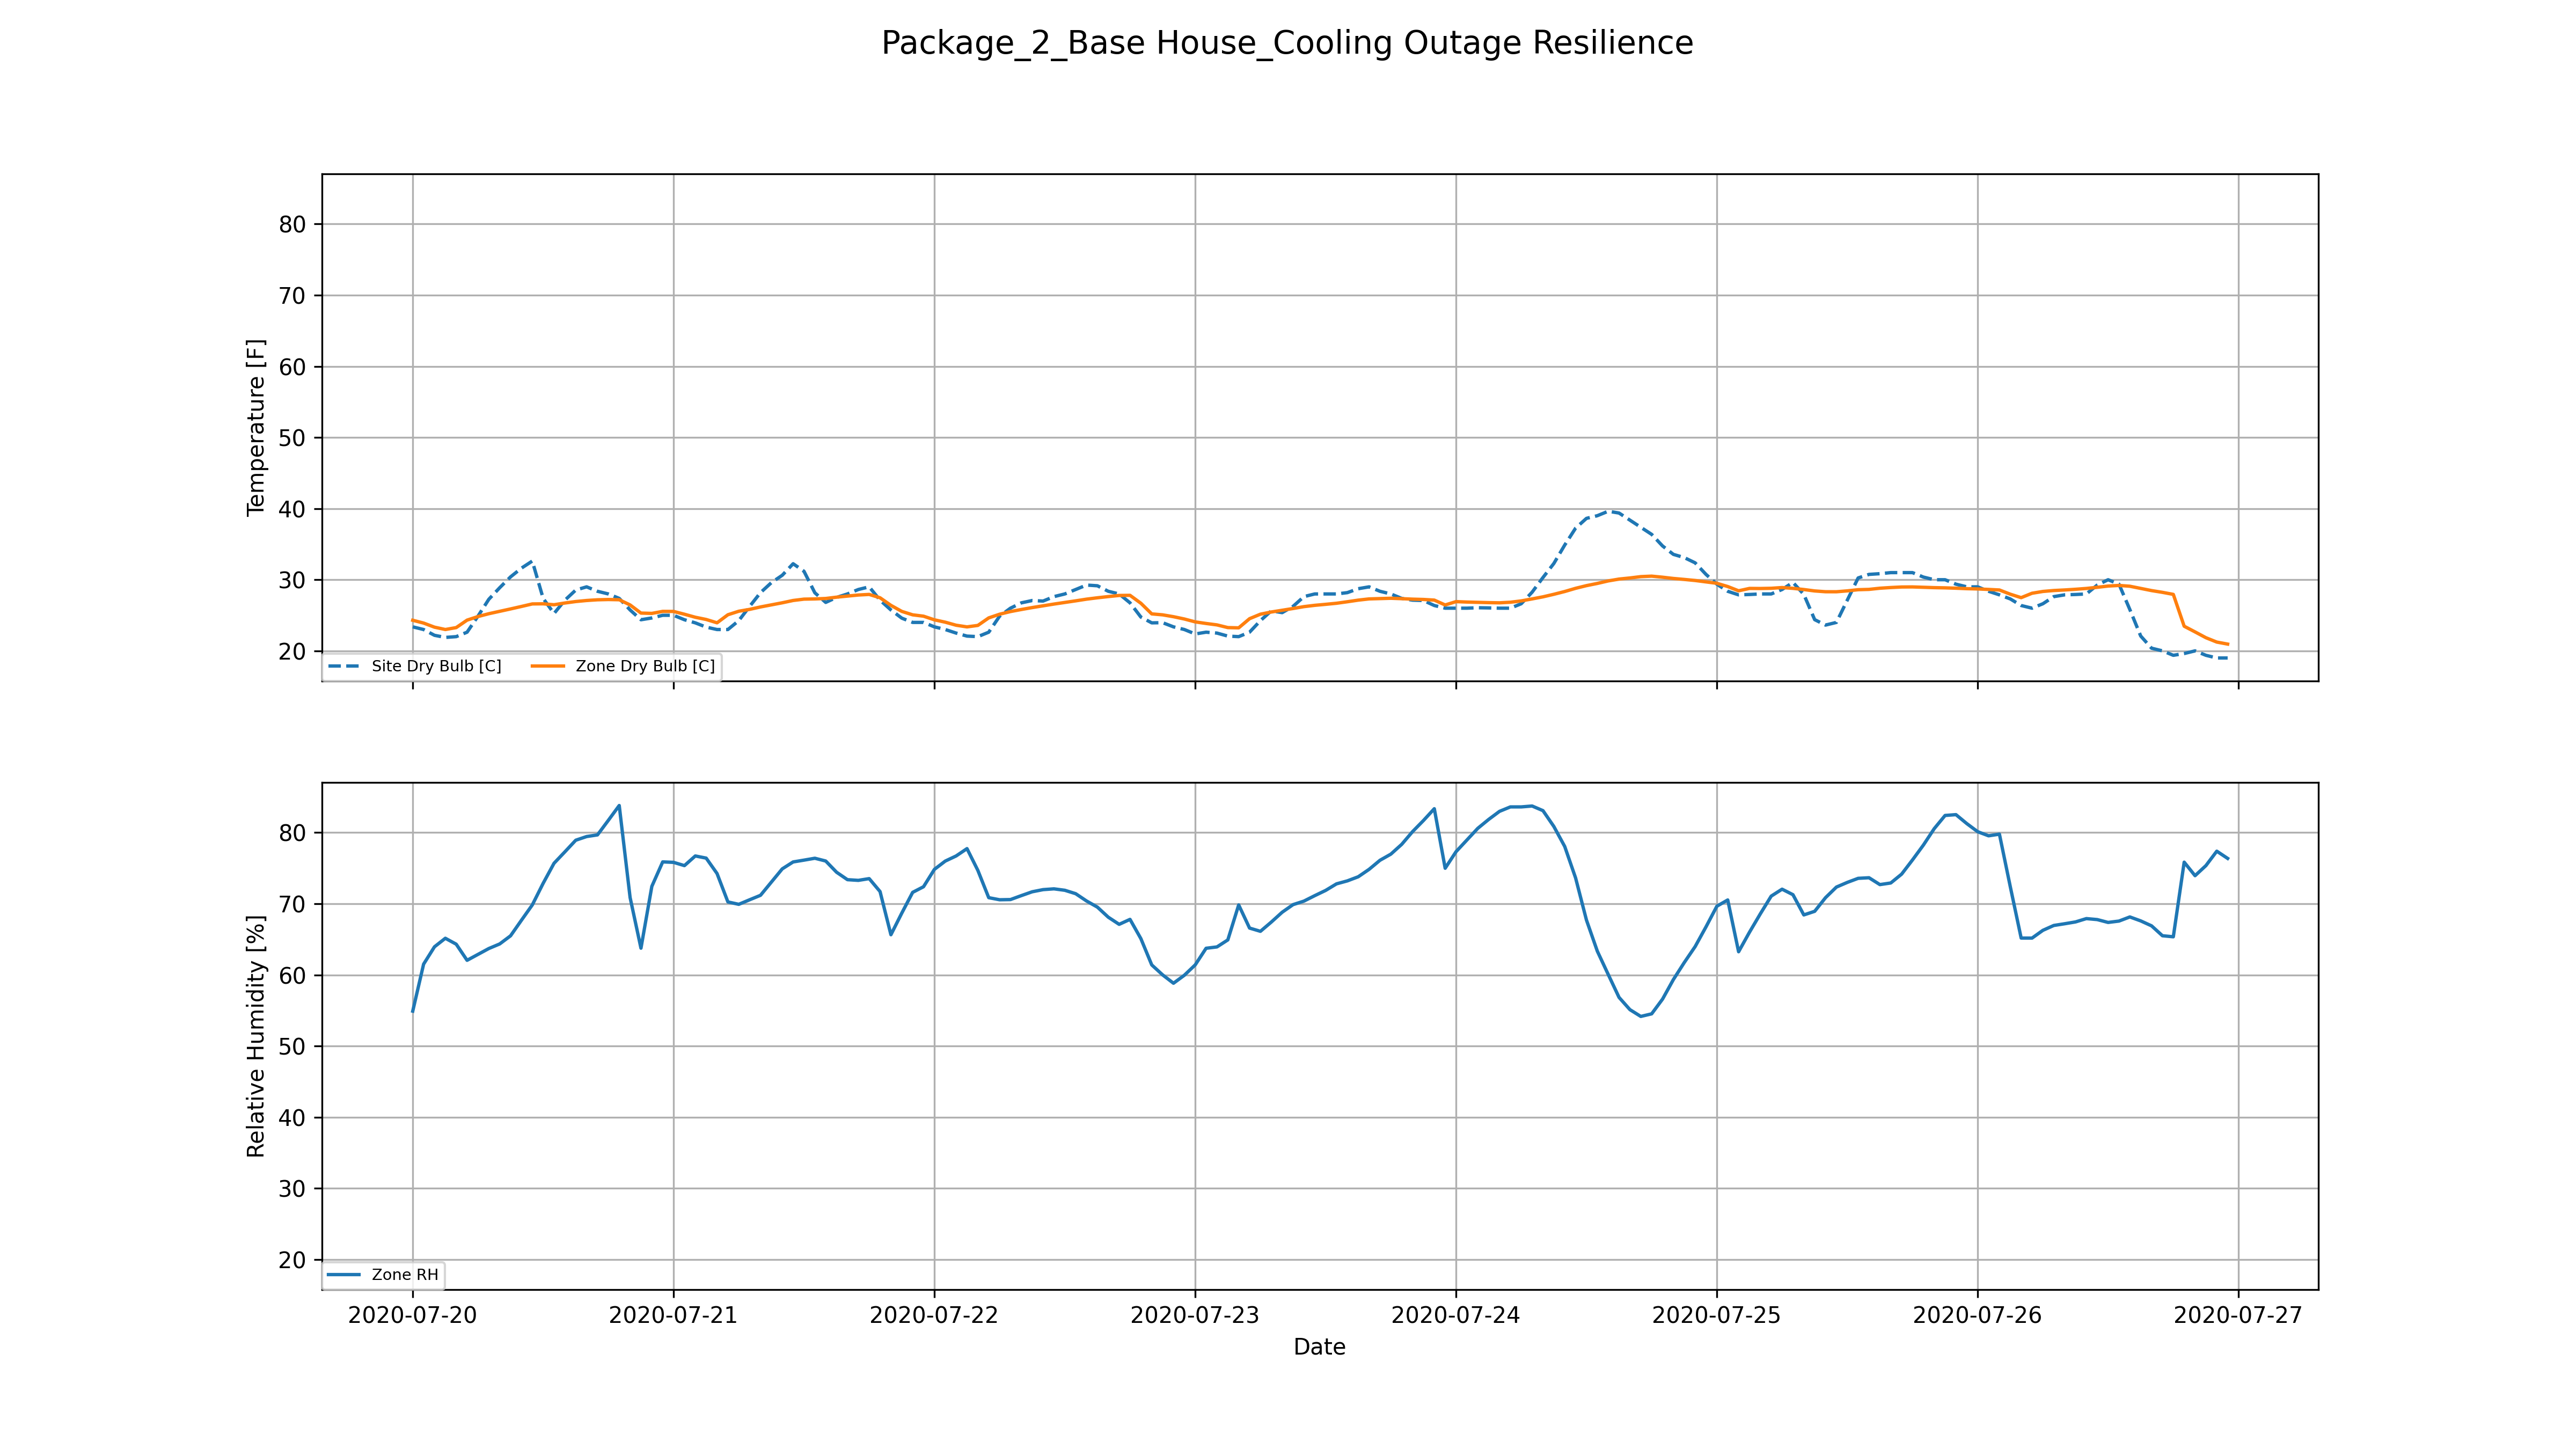 Package_2_Base House_Cooling Outage Resilience
Temperature [F]
80
70
60
50
40
30
20
Site Dry Bulb [C] Zone Dry Bulb [C]
Relative Humidity [%]
80
70
60
50
40
30
20
Zone RH
2020-07-20 2020-07-21 2020-07-22 2020-07-23 2020-07-24 2020-07-25 2020-07-26 2020-07-27
Date